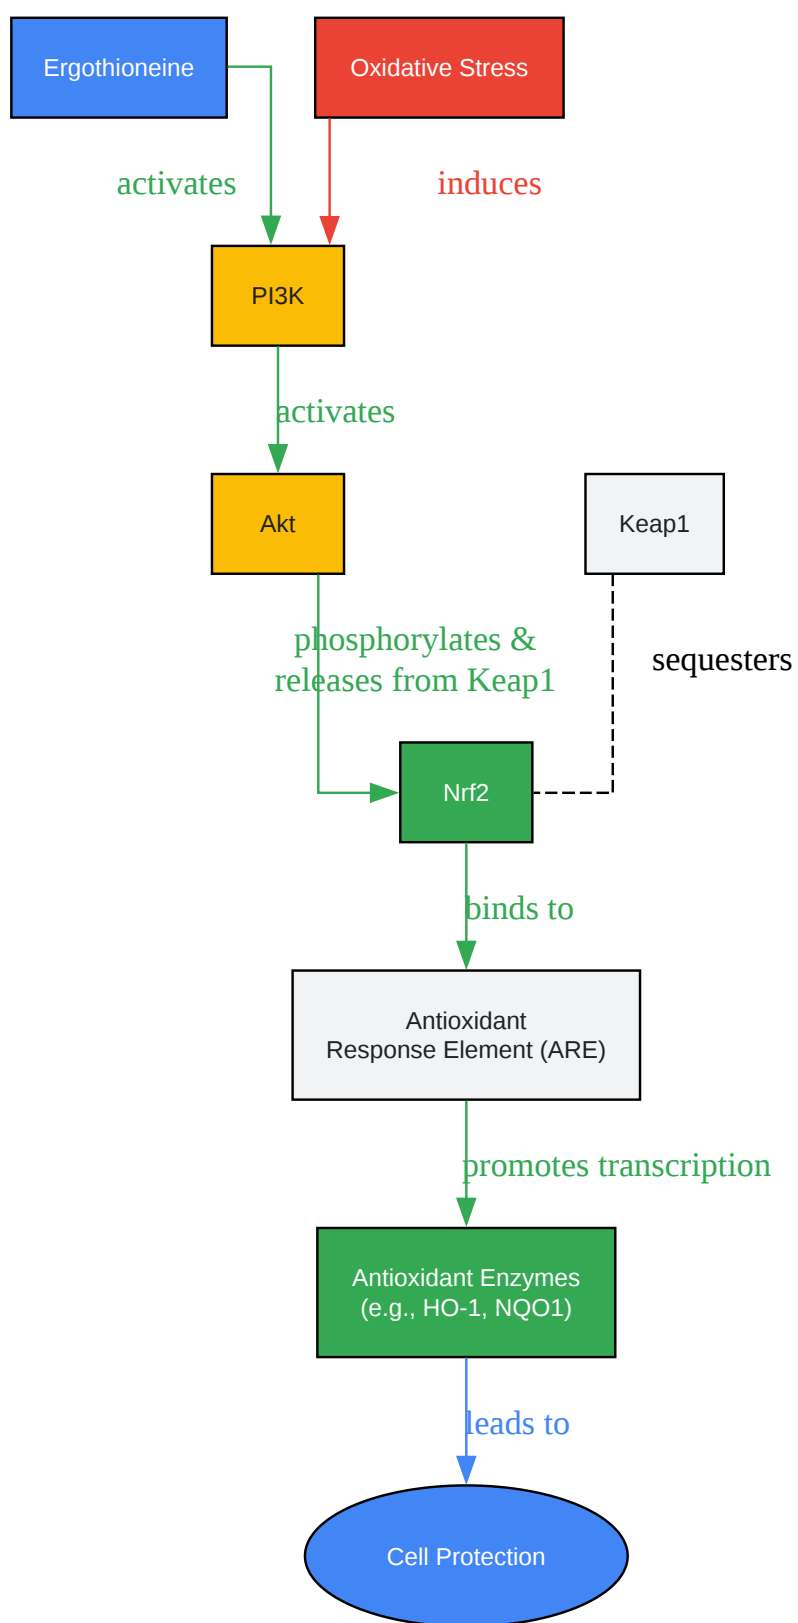 Ergothioneine
Oxidative Stress
activates
induces
PI3K
activates
Akt
Keap1
phosphorylates &
releases from Keap1
sequesters
Nrf2
binds to
Antioxidant
Response Element (ARE)
promotes transcription
Antioxidant Enzymes
(e.g., HO-1, NQO1)
leads to
Cell Protection